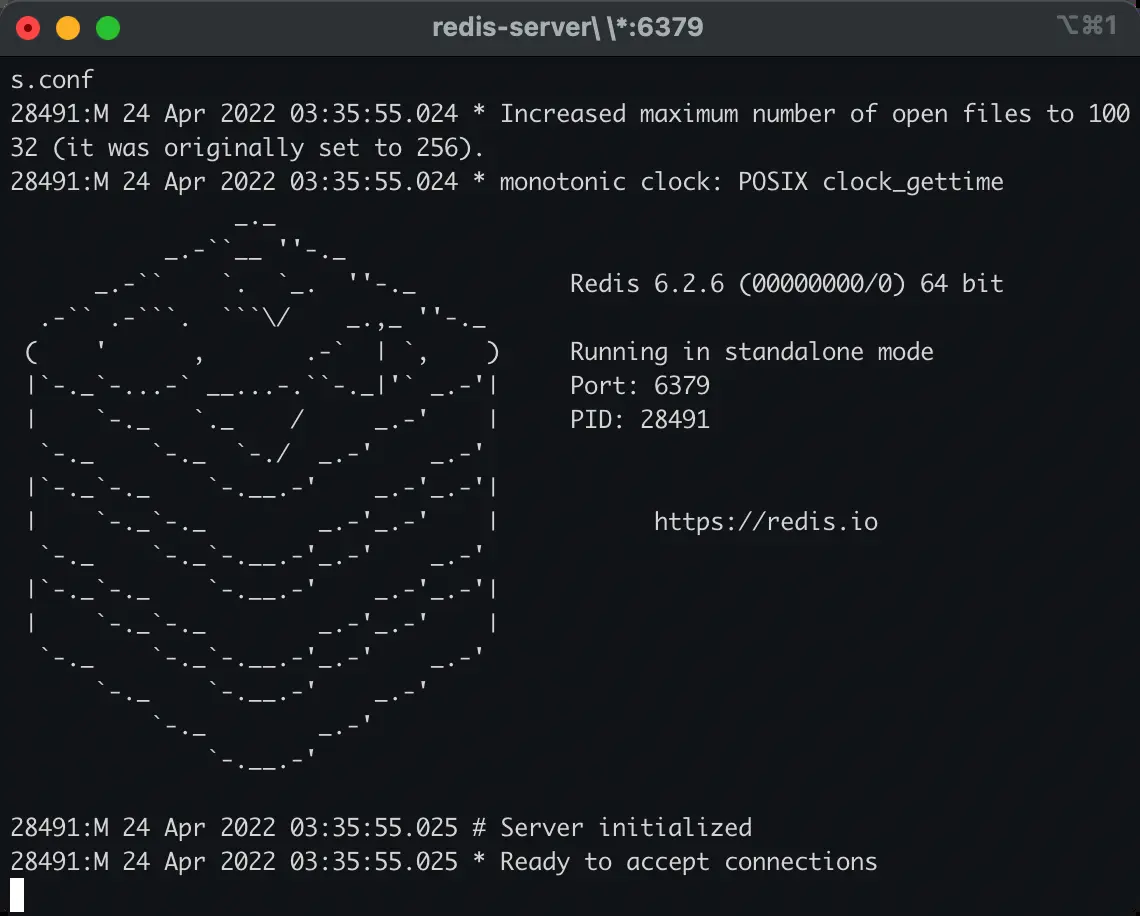 redis-server\ \*:6379
⌥⌘1
s.conf
28491:M 24 Apr 2022 03:35:55.024 * Increased maximum number of open files to 100
32 (it was originally set to 256).
28491:M 24 Apr 2022 03:35:55.024 * monotonic clock: POSIX clock_gettime
Redis 6.2.6 (00000000/0) 64 bit
Running in standalone mode
Port: 6379
PID: 28491
https://redis.io
28491:M 24 Apr 2022 03:35:55.025 # Server initialized
28491:M 24 Apr 2022 03:35:55.025 * Ready to accept connections